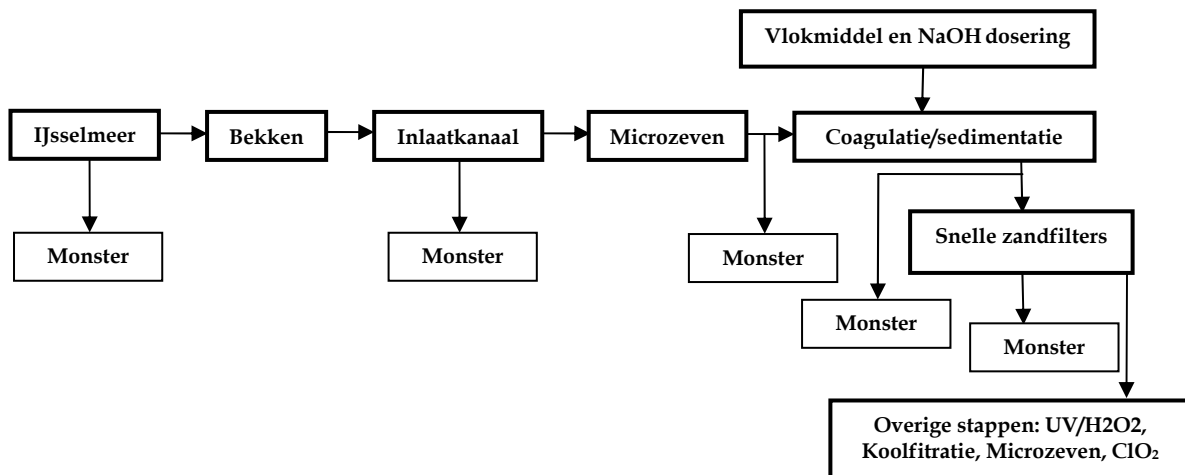 Vlokmiddel en NaOH dosering
IJsselmeer
Bekken
Inlaatkanaal
Microzeven
Coagulatie/sedimentatie
Monster
Monster
Monster
Snelle zandfilters
Monster
Monster
Overige stappen: UV/H2O2,
Koolfitratie, Microzeven, ClO₂